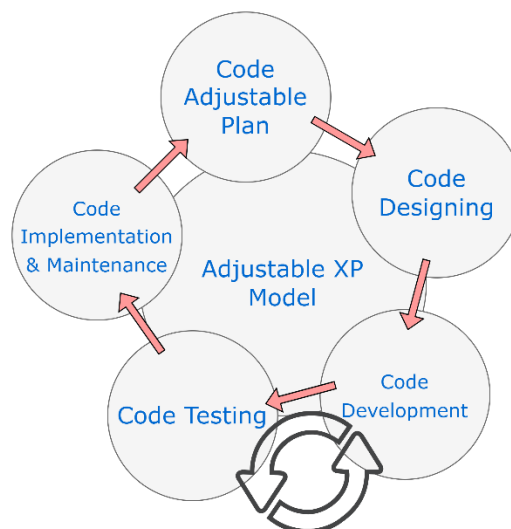 Code
Adjustable
Plan
Code
Designing
Code
Implementation
& Maintenance
Adjustable XP
Model
Code
Development
Code Testing